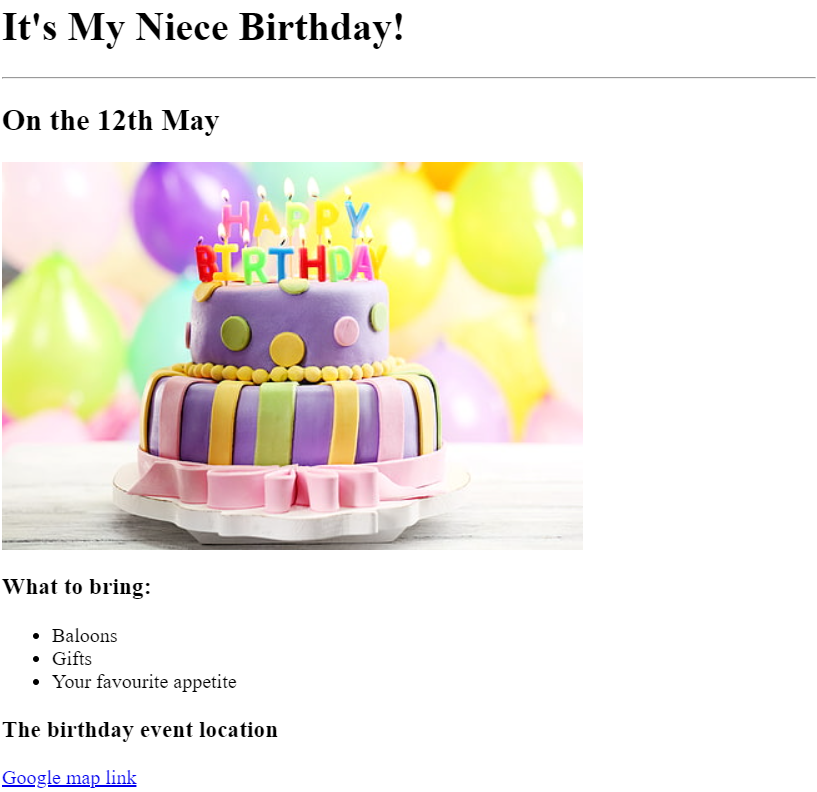 It's My Niece Birthday!
On the 12th May
HAPPY
BIRTHDAY
What to bring:
Baloons
Gifts
Your favourite appetite
The birthday event location
Google map link